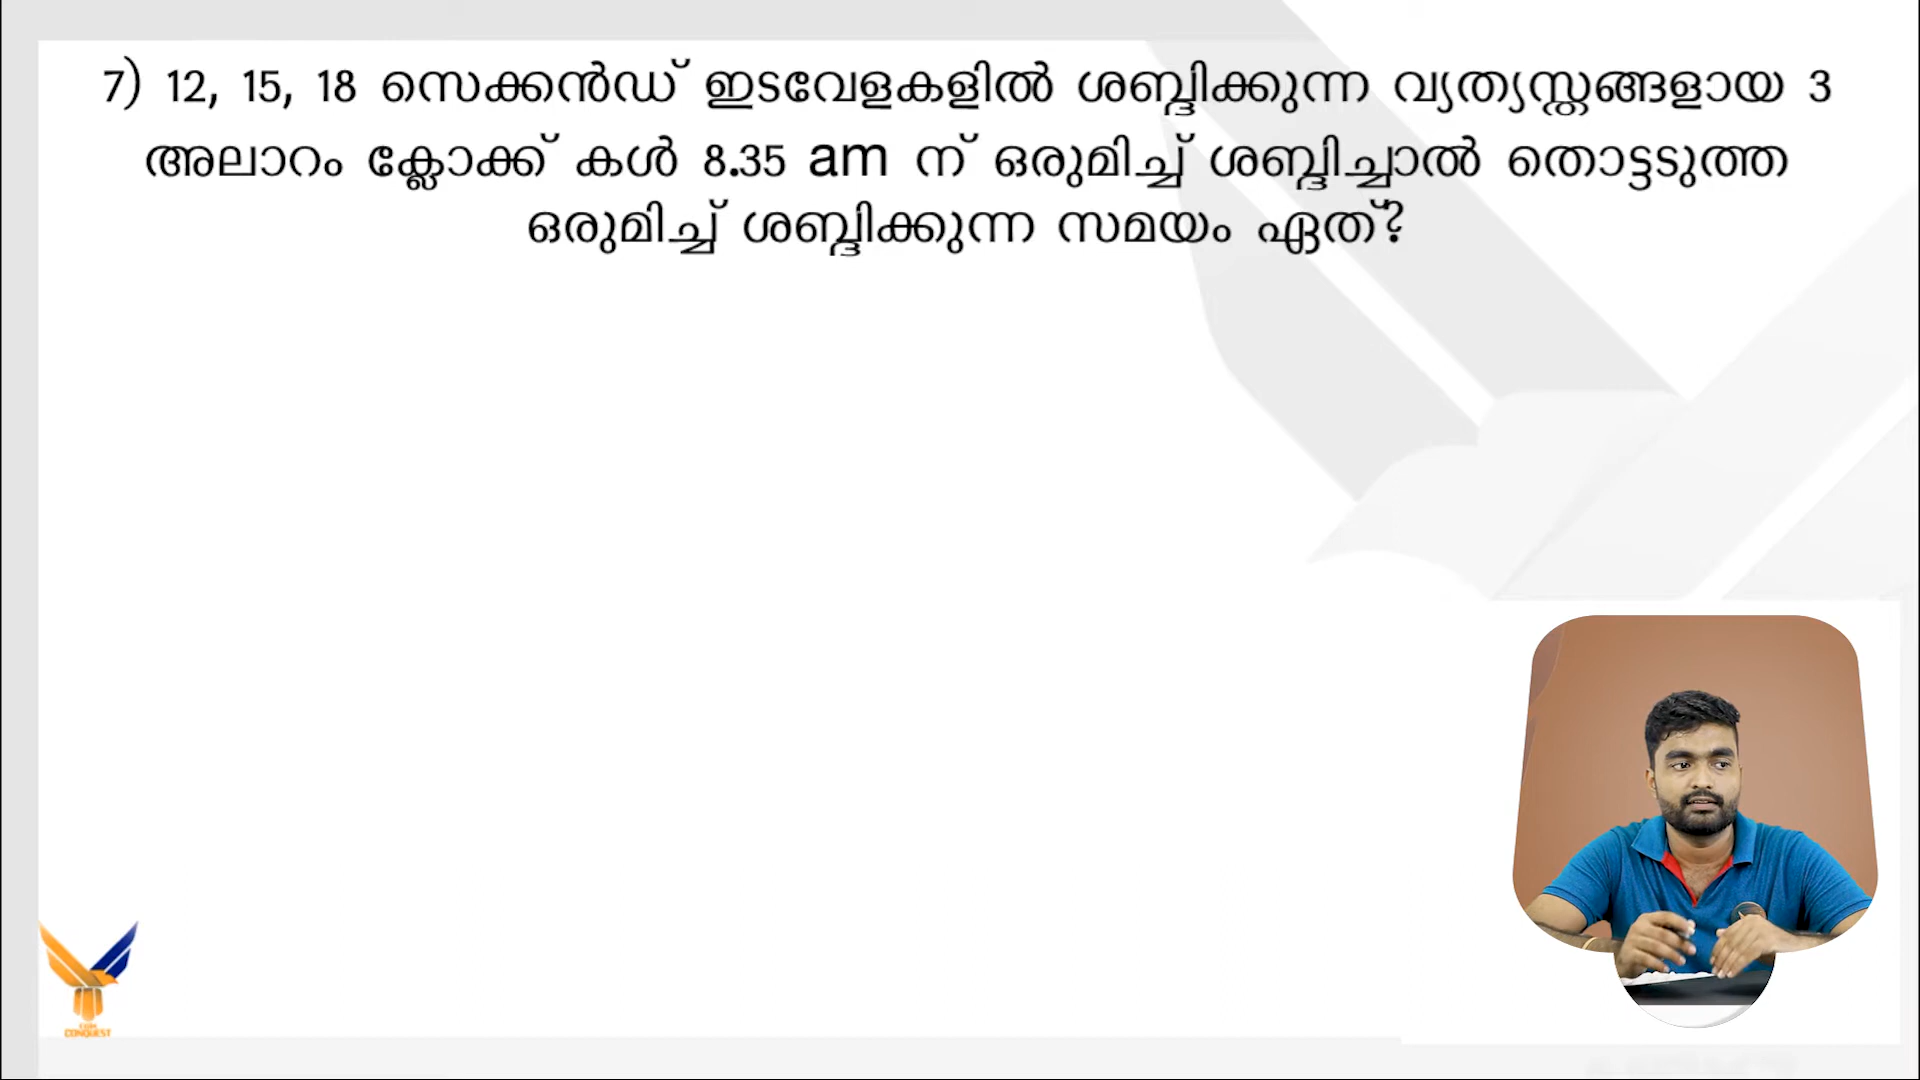 7) 12, 15, 18 സെക്കൻഡ് ഇടവേളകളിൽ ശബ്ദിക്കുന്ന വ്യത്യസ്തങ്ങളായ 3
അലാറം ക്ലോക്ക് കൾ 8.35 am ന് ഒരുമിച്ച് ശബ്ദിച്ചാൽ തൊട്ടടുത്ത
ഒരുമിച്ച് ശബ്ദിക്കുന്ന സമയം ഏത്?
CONQUEST